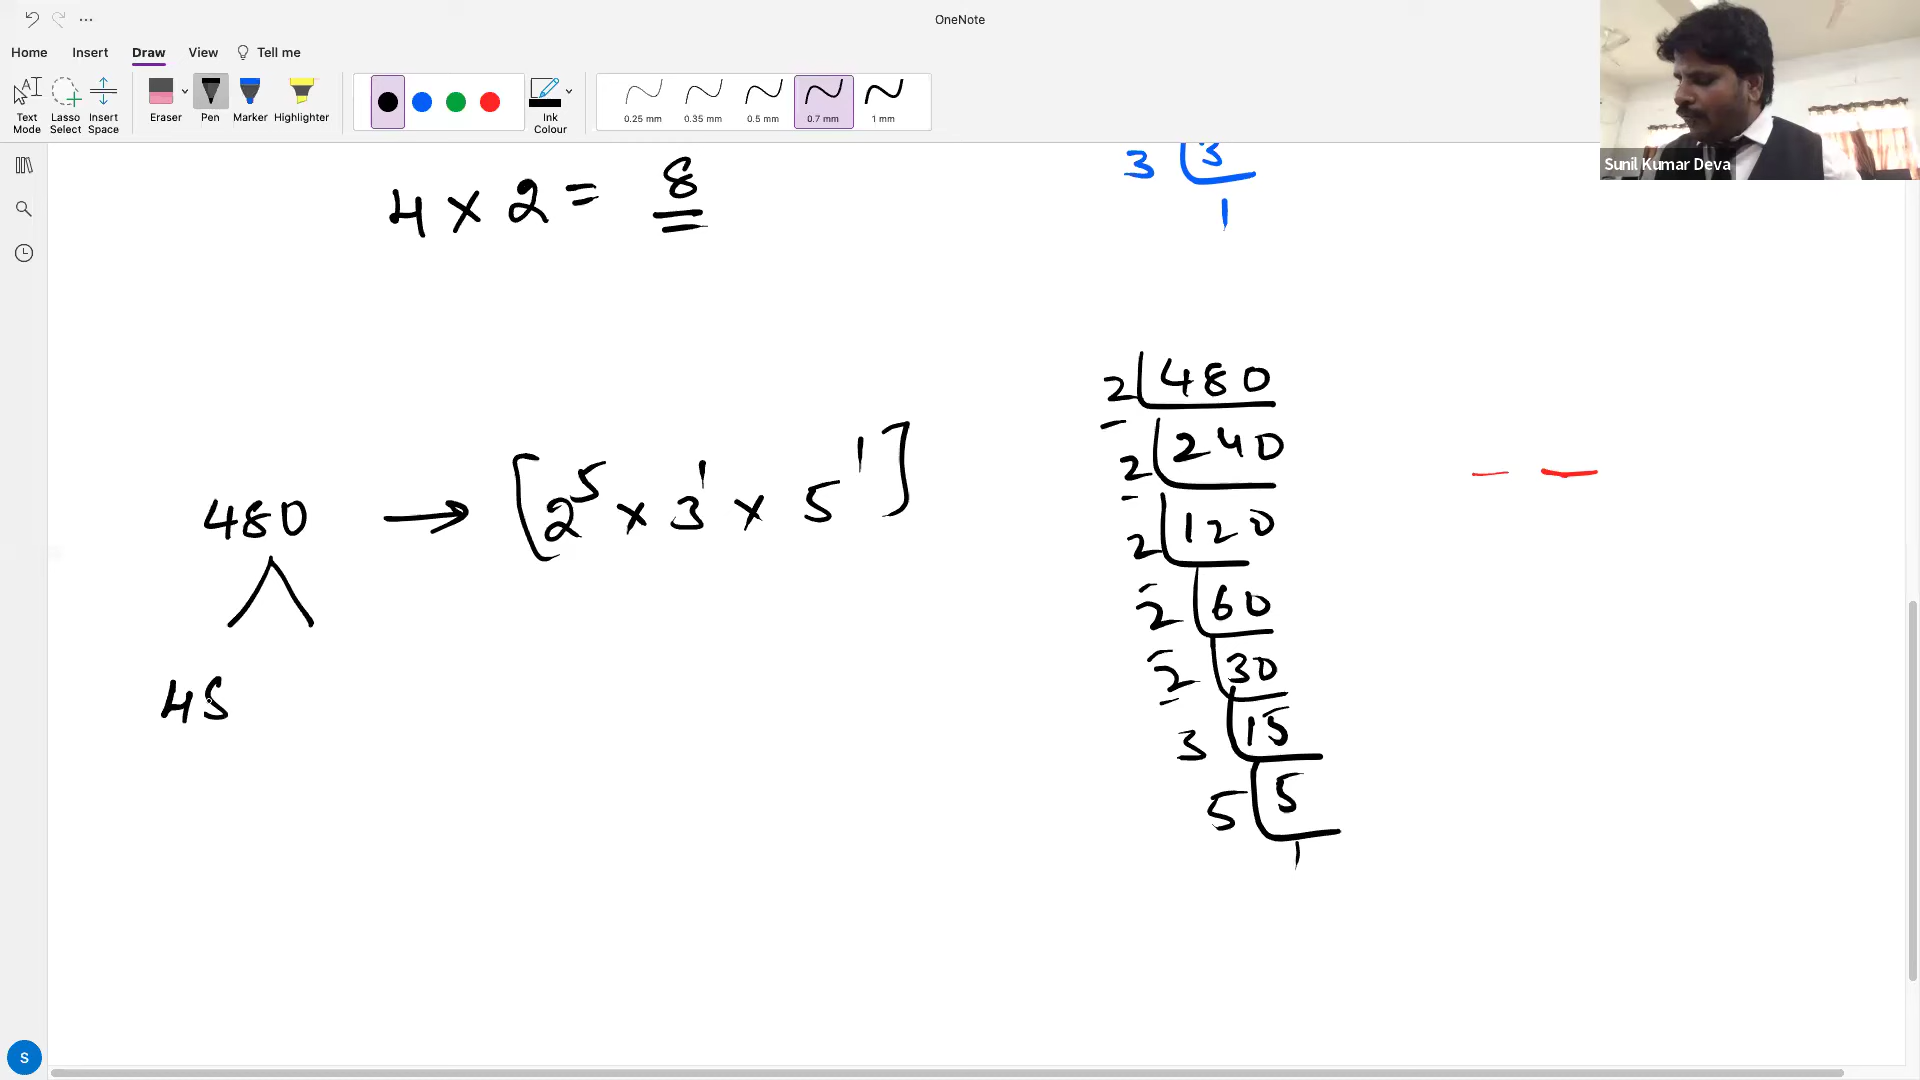 OneNote
Home Insert Draw View Tell me
Text Mode
Lasso Select
Insert Space
Eraser
Pen
Marker
Highlighter
Ink Colour
0.25 mm
0.35 mm
0.5 mm
0.7 mm
1 mm
Sunil Kumar Deva
4 × 2 = 8
3 3
1
480 → [2^5 × 3^1 × 5^1]
48
2 480
2 240
2 120
2 60
2 30
3 15
5 5
1
S